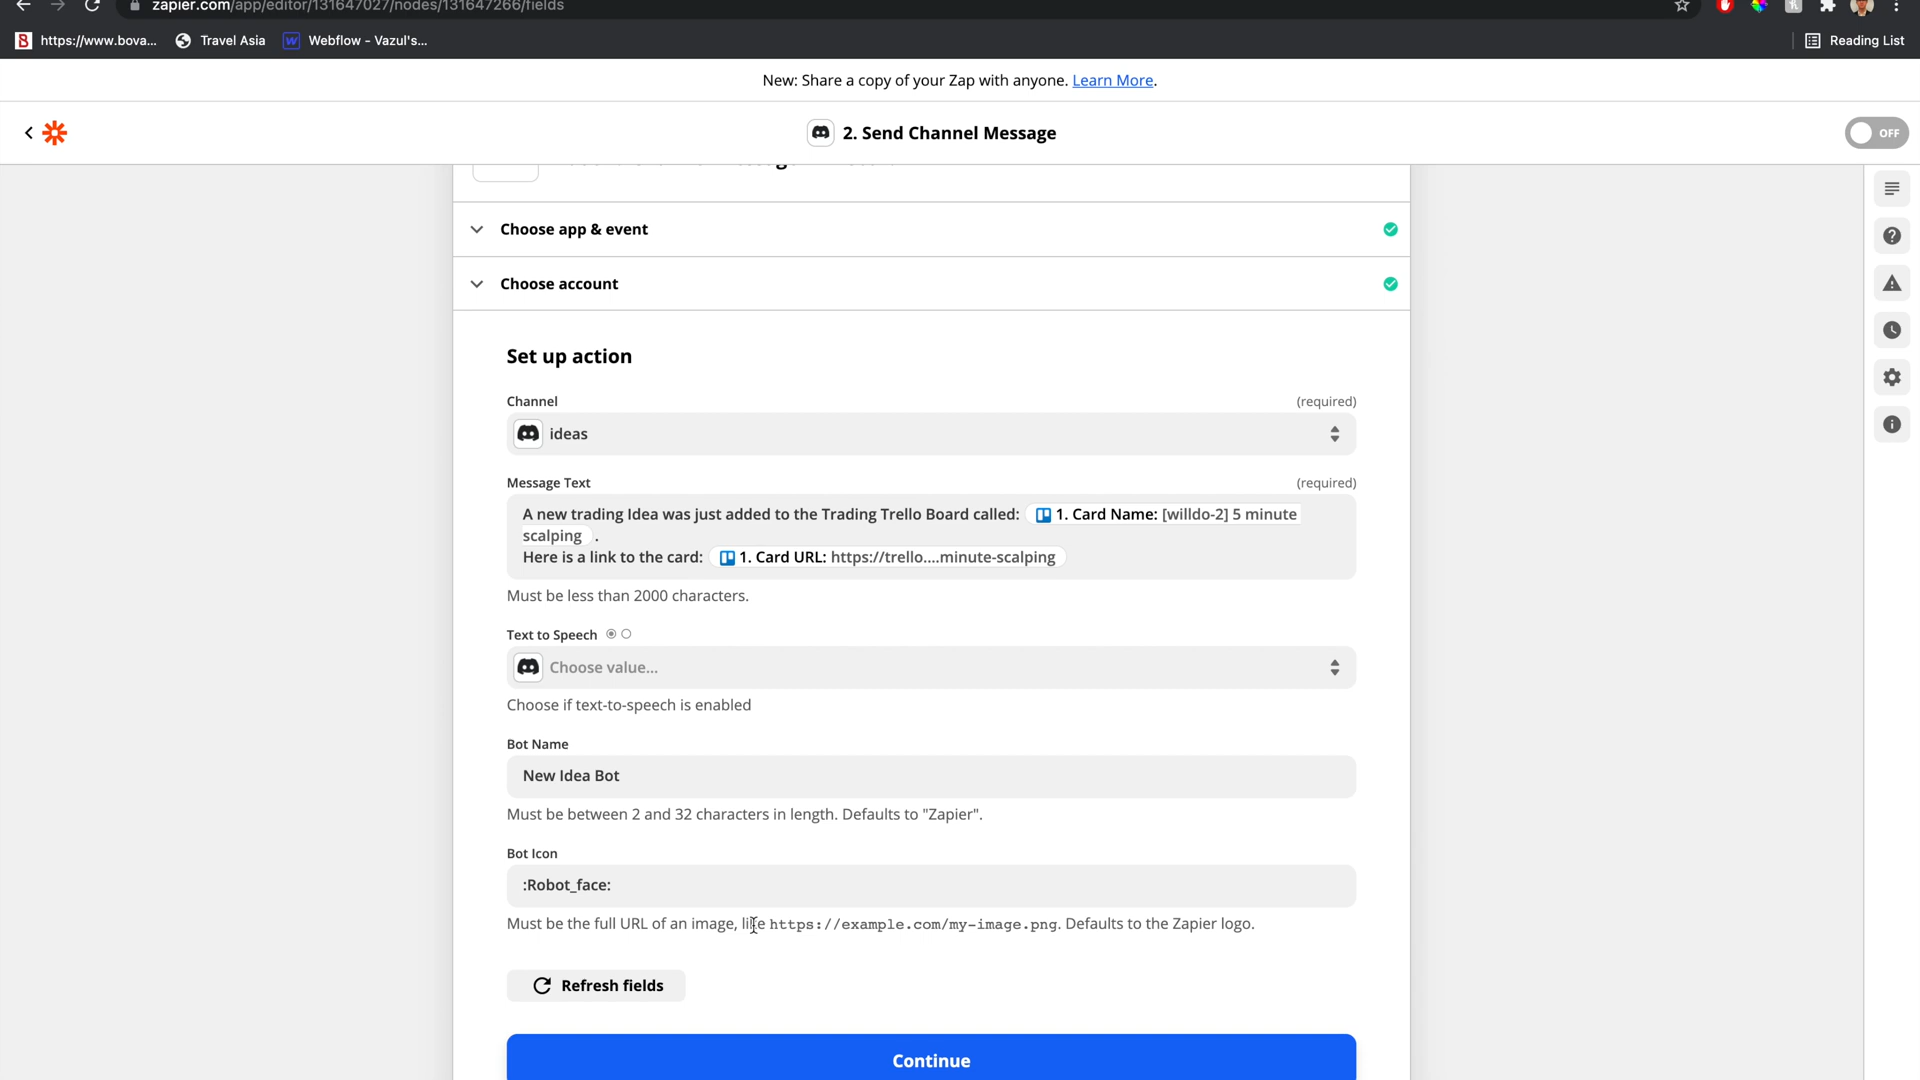 zapier.com/app/editor/131647027/nodes/131647266/fields
https://www.bova...
Travel Asia
Webflow - Vazul's...
Reading List
New: Share a copy of your Zap with anyone. Learn More.
2. Send Channel Message
OFF
Choose app & event
Choose account
Set up action
Channel (required)
ideas
Message Text (required)
A new trading Idea was just added to the Trading Trello Board called: 1. Card Name: [willdo-2] 5 minute
scalping .
Here is a link to the card: 1. Card URL: https://trello....minute-scalping
Must be less than 2000 characters.
Text to Speech
Choose value...
Choose if text-to-speech is enabled
Bot Name
New Idea Bot
Must be between 2 and 32 characters in length. Defaults to "Zapier".
Bot Icon
:Robot_face:
Must be the full URL of an image, like https://example.com/my-image.png. Defaults to the Zapier logo.
Refresh fields
Continue